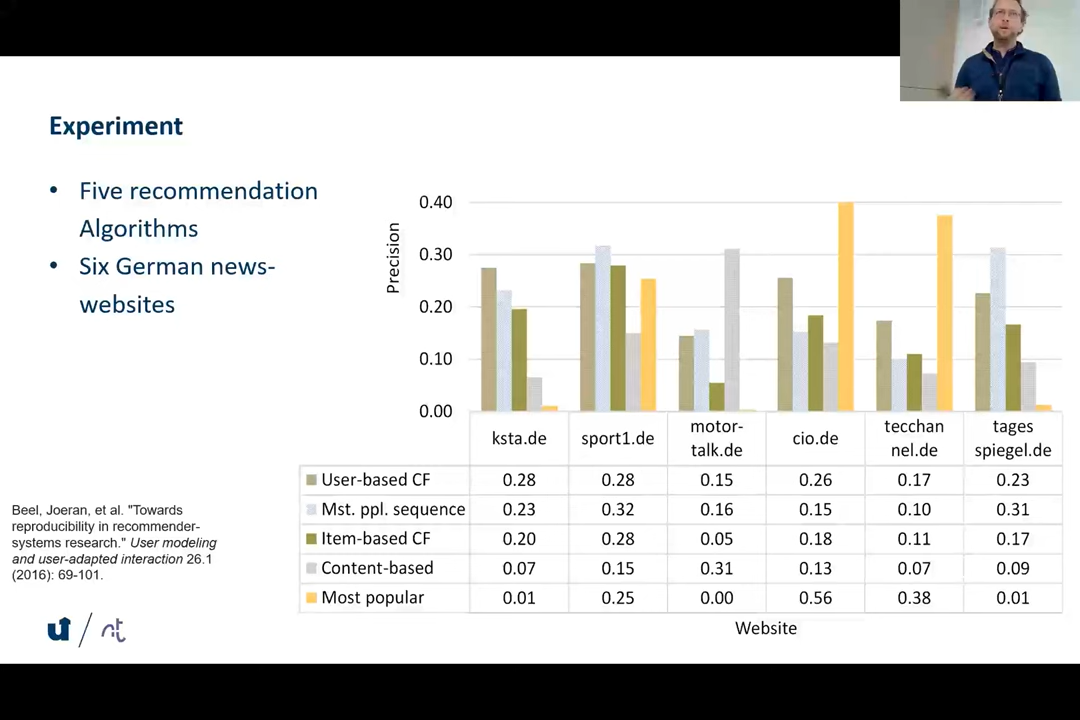 Experiment
• Five recommendation
Algorithms
• Six German news-
websites
Precision
0.40
0.30
0.20
0.10
0.00
ksta.de sport1.de motor-talk.de cio.de tecchannel.de tagesspiegel.de
User-based CF 0.28 0.28 0.15 0.26 0.17 0.23
Mst. ppl. sequence 0.23 0.32 0.16 0.15 0.10 0.31
Item-based CF 0.20 0.28 0.05 0.18 0.11 0.17
Content-based 0.07 0.15 0.31 0.13 0.07 0.09
Most popular 0.01 0.25 0.00 0.56 0.38 0.01
Website
Beel, Joeran, et al. "Towards
reproducibility in recommender-
systems research." User modeling
and user-adapted interaction 26.1
(2016): 69-101.